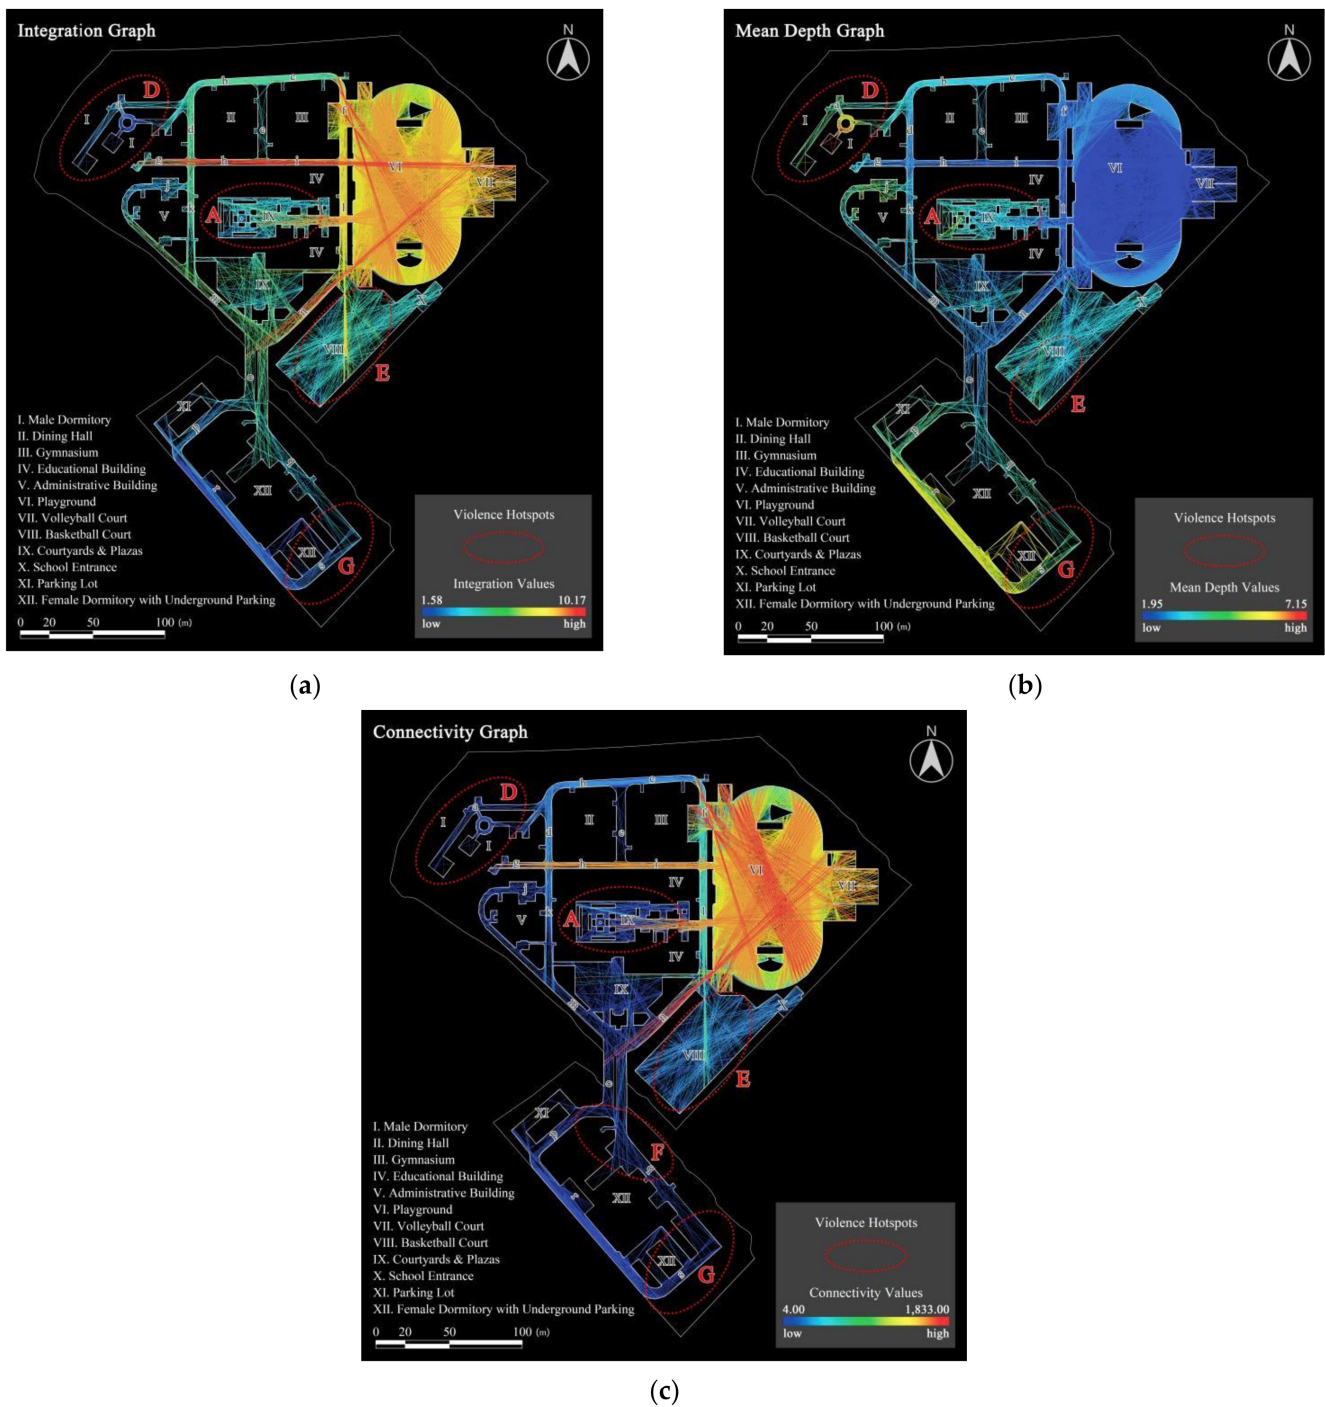 Integration Graph
N
D
b
c
a
I
I
d
II
III
e
f
g
h
i
VI
IV
VII
j
V
k
A
IX
l
IV
IX
m
n
X
VIII
E
o
XI
XII
XII
G
I. Male Dormitory
II. Dining Hall
III. Gymnasium
IV. Educational Building
V. Administrative Building
VI. Playground
VII. Volleyball Court
VIII. Basketball Court
IX. Courtyards & Plazas
X. School Entrance
XI. Parking Lot
XII. Female Dormitory with Underground Parking
0 20 50 100 (m)
Violence Hotspots
Integration Values
1.58 10.17
low high
(a)
Mean Depth Graph
N
D
b
c
a
I
I
d
II
III
e
f
g
h
i
VI
IV
VII
j
V
k
A
IX
IV
IX
m
n
X
VIII
E
o
XI
XII
XII
G
I. Male Dormitory
II. Dining Hall
III. Gymnasium
IV. Educational Building
V. Administrative Building
VI. Playground
VII. Volleyball Court
VIII. Basketball Court
IX. Courtyards & Plazas
X. School Entrance
XI. Parking Lot
XII. Female Dormitory with Underground Parking
0 20 50 100 (m)
Violence Hotspots
Mean Depth Values
1.95 7.15
low high
(b)
Connectivity Graph
N
D
b
c
a
I
I
d
II
III
e
f
g
h
i
VI
IV
VII
j
V
k
A
IX
l
IV
IX
m
n
X
VIII
E
o
XI
F
XII
XII
G
I. Male Dormitory
II. Dining Hall
III. Gymnasium
IV. Educational Building
V. Administrative Building
VI. Playground
VII. Volleyball Court
VIII. Basketball Court
IX. Courtyards & Plazas
X. School Entrance
XI. Parking Lot
XII. Female Dormitory with Underground Parking
0 20 50 100 (m)
Violence Hotspots
Connectivity Values
4.00 1,833.00
low high
(c)